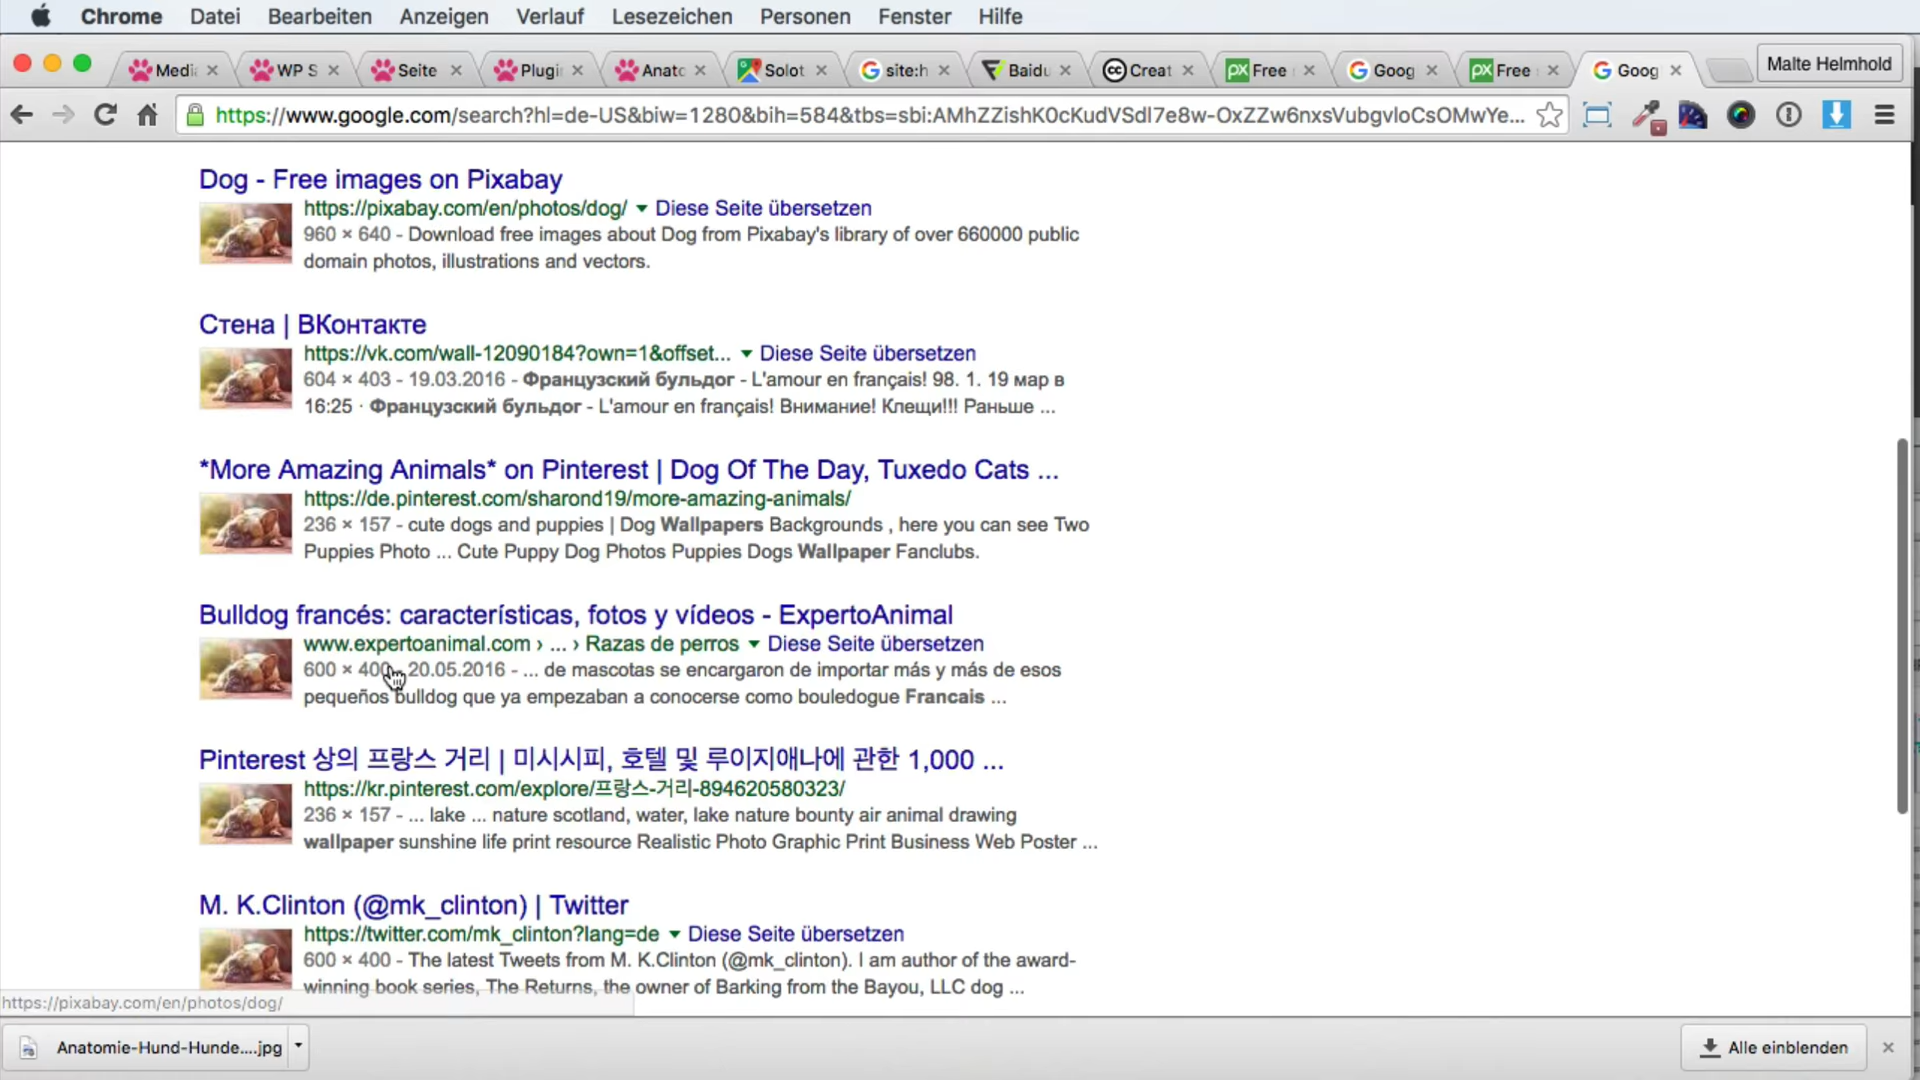 Chrome Datei Bearbeiten Anzeigen Verlauf Lesezeichen Personen Fenster Hilfe
Medi WP S Seite Plugi Anato Solot site:h Baidu Creat Free Goog Free Goog Malte Helmhold
https://www.google.com/search?hl=de-US&biw=1280&bih=584&tbs=sbi:AMhZZishK0cKudVSdl7e8w-OxZZw6nxsVubgvloCsOMwYe...
Dog - Free images on Pixabay
https://pixabay.com/en/photos/dog/ Diese Seite übersetzen
960 × 640 - Download free images about Dog from Pixabay's library of over 660000 public
domain photos, illustrations and vectors.
Стена | ВКонтакте
https://vk.com/wall-12090184?own=1&offset... Diese Seite übersetzen
604 × 403 - 19.03.2016 - Французский бульдог - L'amour en français! 98. 1. 19 мар в
16:25 · Французский бульдог - L'amour en français! Внимание! Клещи!!! Раньше ...
*More Amazing Animals* on Pinterest | Dog Of The Day, Tuxedo Cats ...
https://de.pinterest.com/sharond19/more-amazing-animals/
236 × 157 - cute dogs and puppies | Dog Wallpapers Backgrounds , here you can see Two
Puppies Photo ... Cute Puppy Dog Photos Puppies Dogs Wallpaper Fanclubs.
Bulldog francés: características, fotos y vídeos - ExpertoAnimal
www.expertoanimal.com › ... › Razas de perros Diese Seite übersetzen
600 × 400 - 20.05.2016 - ... de mascotas se encargaron de importar más y más de esos
pequeños bulldog que ya empezaban a conocerse como bouledogue Francais ...
Pinterest 상의 프랑스 거리 | 미시시피, 호텔 및 루이지애나에 관한 1,000 ...
https://kr.pinterest.com/explore/프랑스-거리-894620580323/
236 × 157 - ... lake ... nature scotland, water, lake nature bounty air animal drawing
wallpaper sunshine life print resource Realistic Photo Graphic Print Business Web Poster ...
M. K.Clinton (@mk_clinton) | Twitter
https://twitter.com/mk_clinton?lang=de Diese Seite übersetzen
600 × 400 - The latest Tweets from M. K.Clinton (@mk_clinton). I am author of the award-
winning book series, The Returns, the owner of Barking from the Bayou, LLC dog ...
https://pixabay.com/en/photos/dog/
Anatomie-Hund-Hunde....jpg Alle einblenden